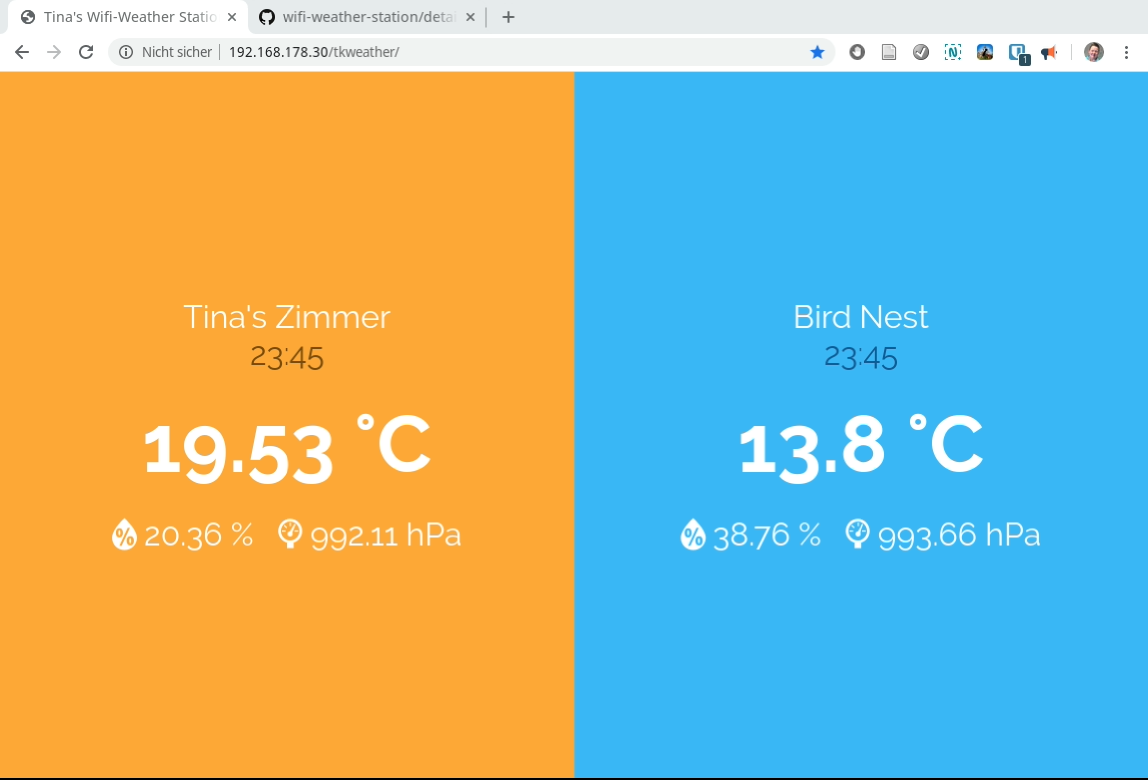 Tina's Wifi-Weather Statio
wifi-weather-station/detai
Nicht sicher 192.168.178.30/tkweather/
1
Tina's Zimmer
23:45
19.53 °C
20.36 % 992.11 hPa
Bird Nest
23:45
13.8 °C
38.76 % 993.66 hPa